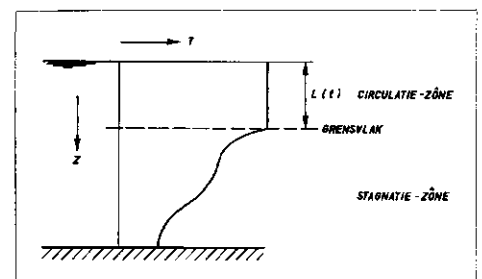 T
L(t) CIRCULATIE-ZÔNE
GRENSVLAK
Z
STAGNATIE-ZÔNE